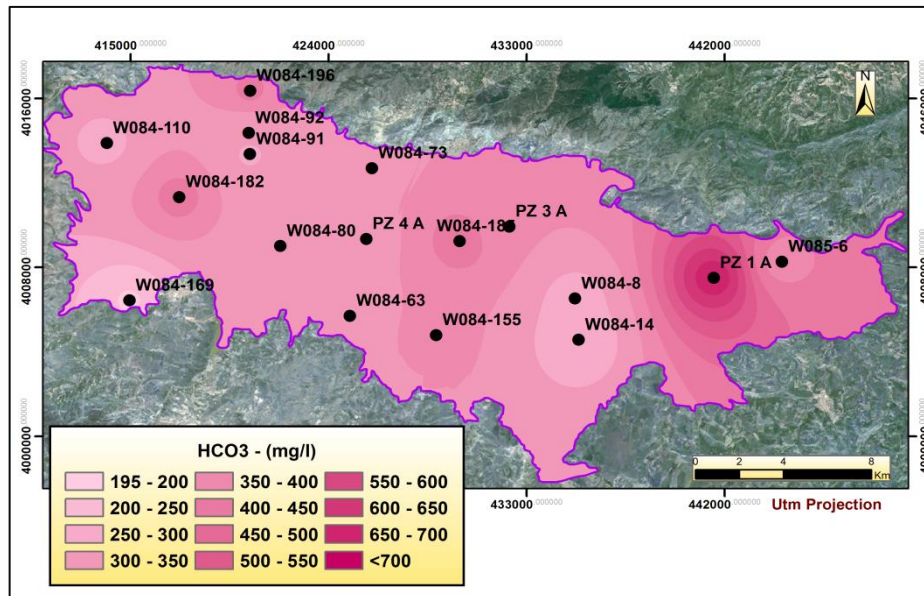 415000.000000 424000.000000 433000.000000 442000.000000
4016000
N
W084-196
W084-92
W084-110
W084-91
W084-73
W084-182
PZ 3 A
PZ 4 A
W084-80
W085-6
PZ 1 A
4008000
W084-169
W084-8
W084-63
W084-155
W084-14
4000000
HCO3 - (mg/l)
195 - 200 350 - 400 550 - 600
200 - 250 400 - 450 600 - 650
250 - 300 450 - 500 650 - 700
300 - 350 500 - 550 <700
0 2 4 8
Km
433000.000000 442000.000000
Utm Projection